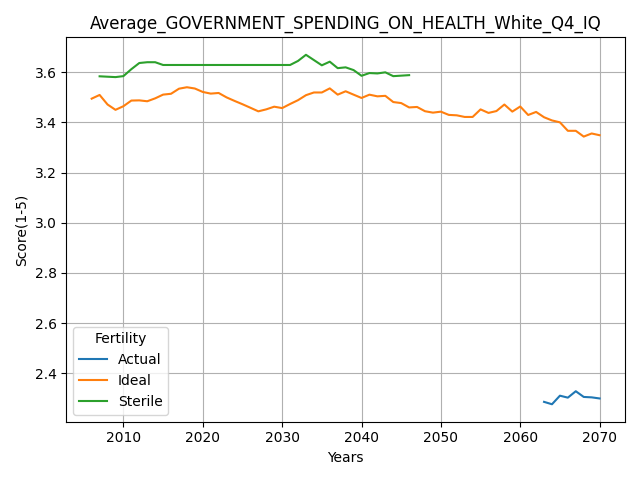 Average_GOVERNMENT_SPENDING_ON_HEALTH_White_Q4_IQ
Score(1-5)
3.6
3.4
3.2
3.0
2.8
2.6
2.4
Fertility
Actual
Ideal
Sterile
2010 2020 2030 2040 2050 2060 2070
Years